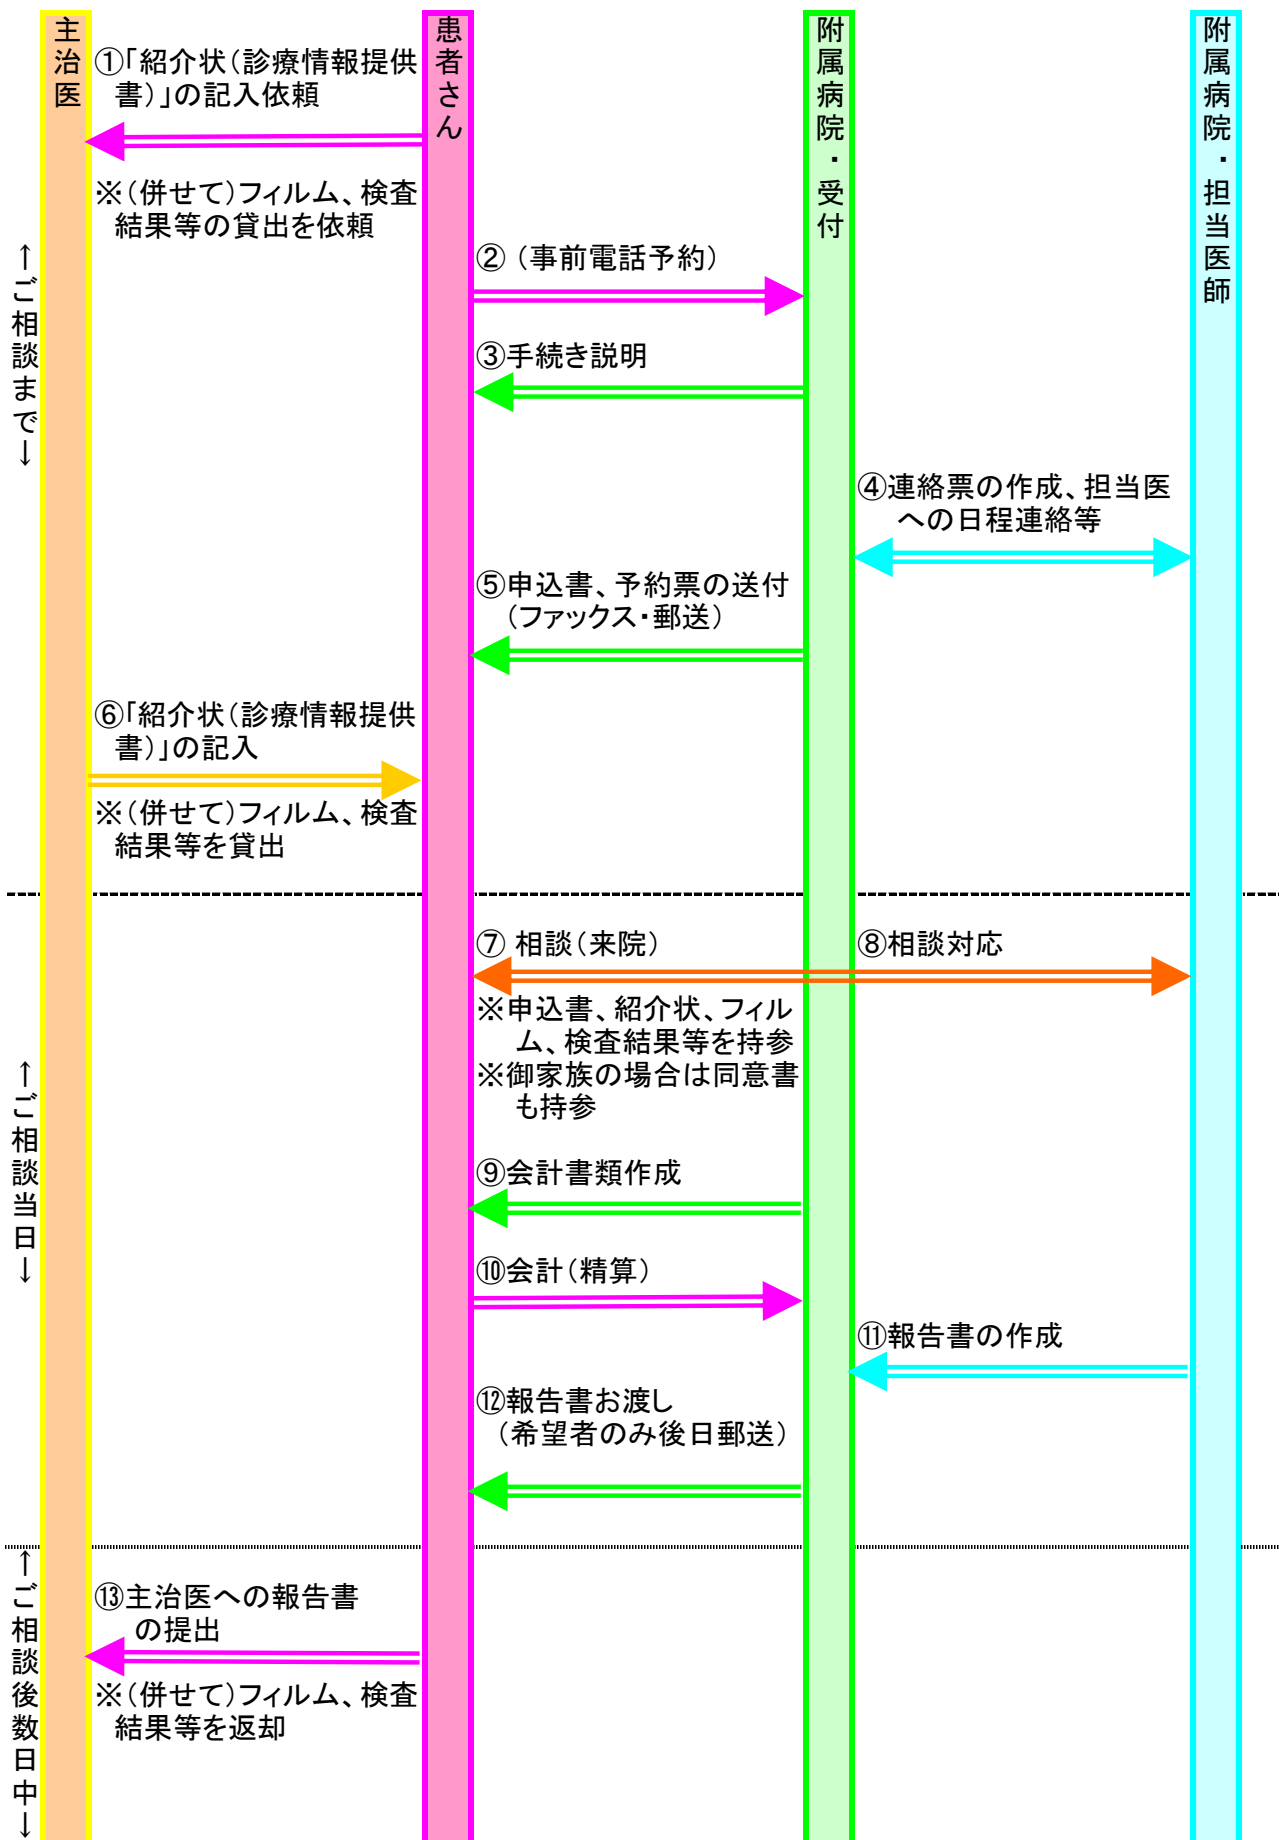 主治医
患者さん
附属病院・受付
附属病院・担当医師
①「紹介状（診療情報提供
書）」の記入依頼
※（併せて）フィルム、検査
結果等の貸出を依頼
↑ご相談まで↓
②（事前電話予約）
③手続き説明
④連絡票の作成、担当医
への日程連絡等
⑤申込書、予約票の送付
（ファックス・郵送）
⑥「紹介状（診療情報提供
書）」の記入
※（併せて）フィルム、検査
結果等を貸出
⑦ 相談（来院）
⑧相談対応
※申込書、紹介状、フィル
ム、検査結果等を持参
※御家族の場合は同意書
も持参
↑ご相談当日↓
⑨会計書類作成
⑩会計（精算）
⑪報告書の作成
⑫報告書お渡し
（希望者のみ後日郵送）
↑ご相談後数日中↓
⑬主治医への報告書
の提出
※（併せて）フィルム、検査
結果等を返却